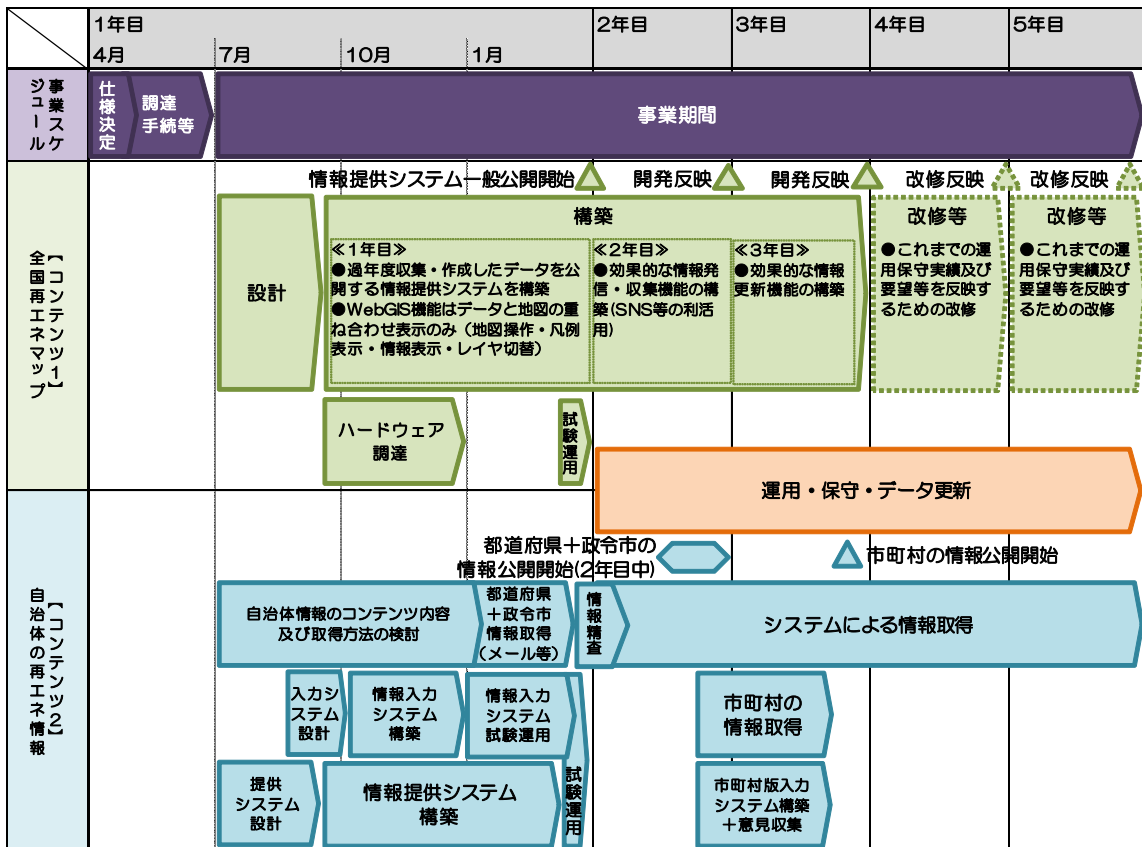 1年目
2年目
3年目
4年目
5年目
4月
7月
10月
1月
事業スケ
ジュール
仕様決定
調達
手続等
事業期間
【コンテンツ1】
全国再エネマップ
情報提供システム一般公開開始
開発反映
開発反映
改修反映
改修反映
設計
構築
≪1年目≫
●過年度収集・作成したデータを公
開する情報提供システムを構築
●WebGIS機能はデータと地図の重
ね合わせ表示のみ（地図操作・凡例
表示・情報表示・レイヤ切替）
≪2年目≫
●効果的な情報発
信・収集機能の構
築(SNS等の利活
用)
≪3年目≫
●効果的な情報
更新機能の構築
改修等
●これまでの運
用保守実績及び
要望等を反映す
るための改修
改修等
●これまでの運
用保守実績及び
要望等を反映す
るための改修
ハードウェア
調達
試験運用
運用・保守・データ更新
【コンテンツ2】
自治体の再エネ情報
都道府県＋政令市の
情報公開開始(2年目中)
市町村の情報公開開始
自治体情報のコンテンツ内容
及び取得方法の検討
都道府県
＋政令市
情報取得
（メール等）
情報精査
システムによる情報取得
入力シ
ステム
設計
情報入力
システム
構築
情報入力
システム
試験運用
市町村の
情報取得
提供
システム
設計
情報提供システム
構築
試験運用
市町村版入力
システム構築
＋意見収集